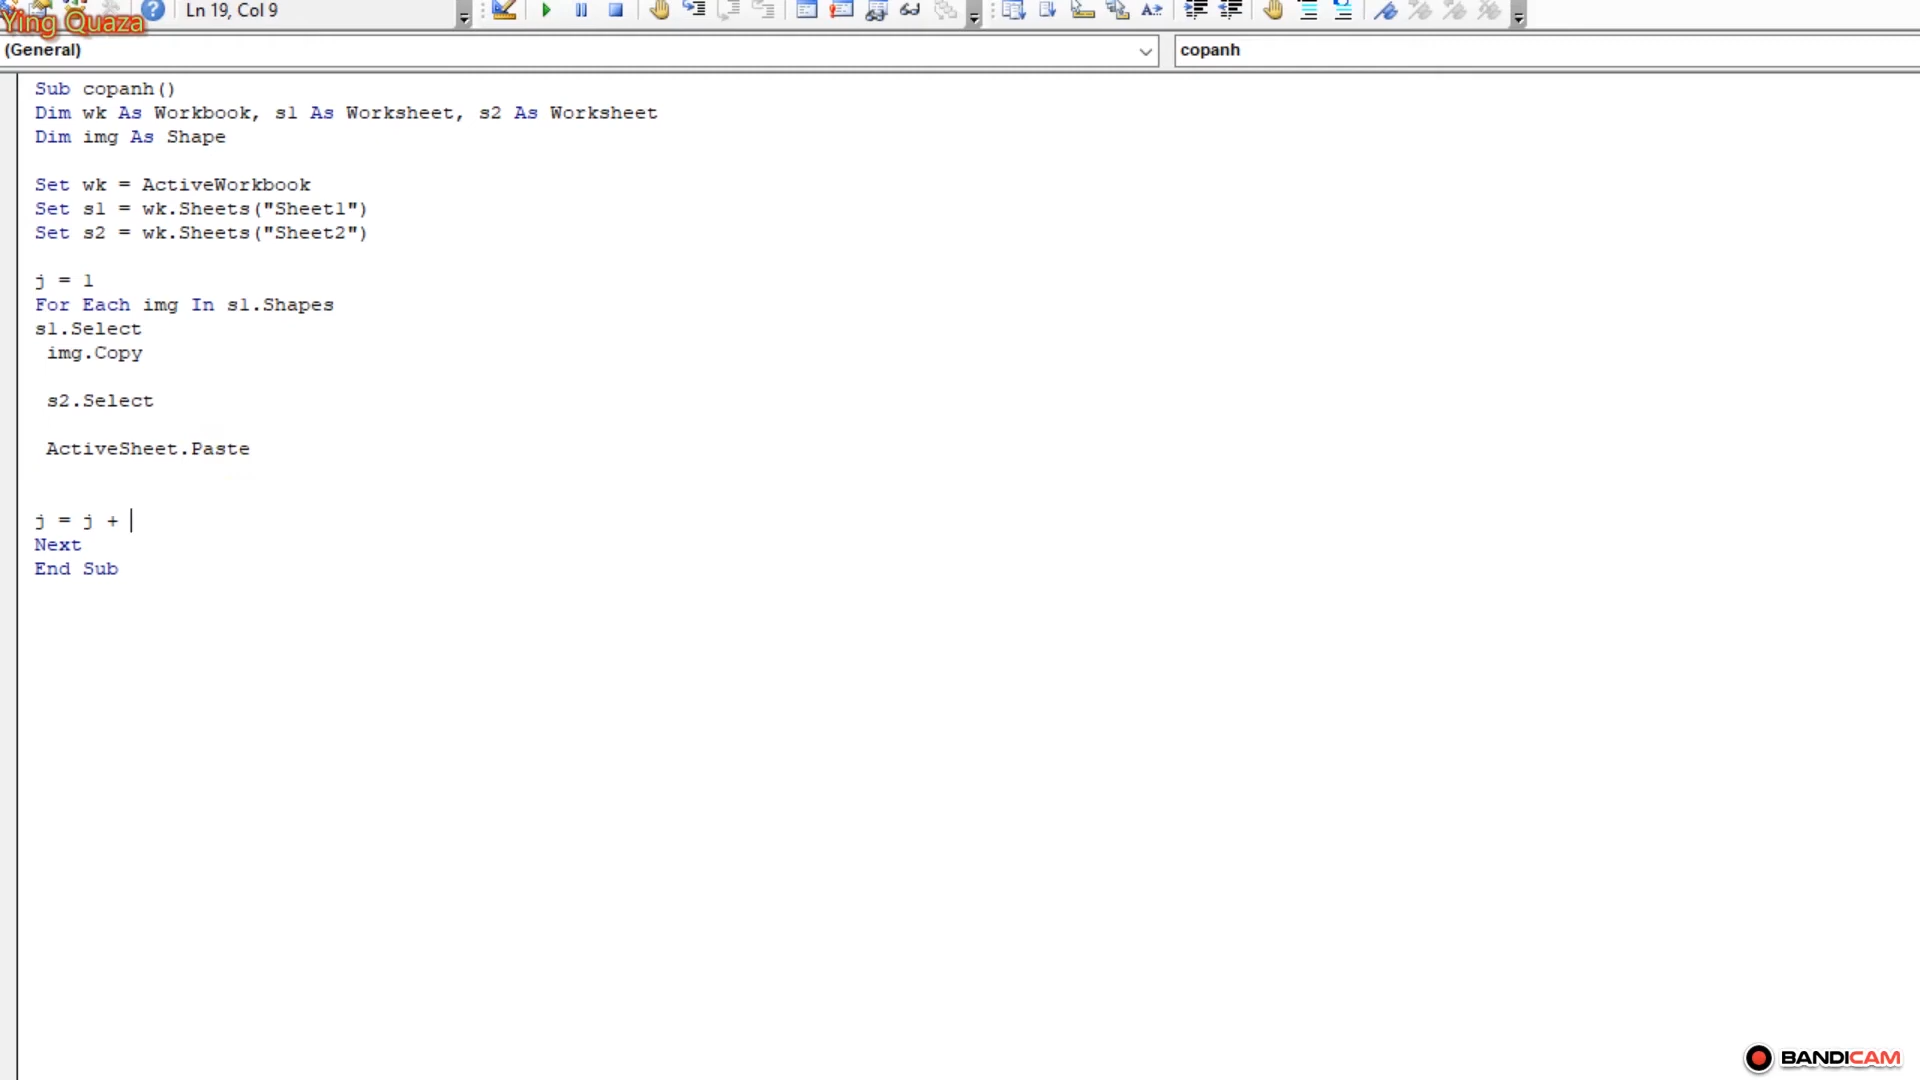 Ying Quaza
Ln 19, Col 9
(General)
copanh
Sub copanh()
Dim wk As Workbook, s1 As Worksheet, s2 As Worksheet
Dim img As Shape
Set wk = ActiveWorkbook
Set s1 = wk.Sheets("Sheet1")
Set s2 = wk.Sheets("Sheet2")
j = 1
For Each img In s1.Shapes
s1.Select
img.Copy
s2.Select
ActiveSheet.Paste
j = j +
Next
End Sub
BANDICAM